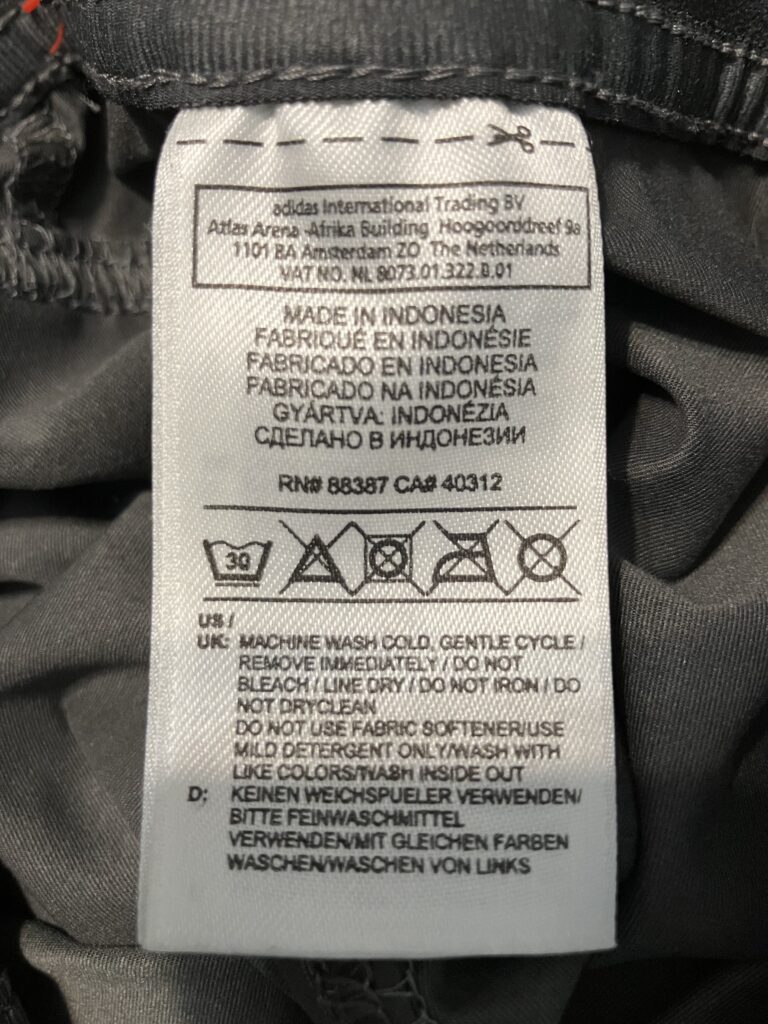 adidas International Trading BV
Atlas Arena -Afrika Building Hoogoorddreef 9a
1101 BA Amsterdam ZO The Netherlands
VAT NO. NL 8073.01.322.B.01
MADE IN INDONESIA
FABRIQUÉ EN INDONÉSIE
FABRICADO EN INDONESIA
FABRICADO NA INDONÉSIA
GYÁRTVA: INDONÉZIA
СДЕЛАНО В ИНДОНЕЗИИ
RN# 88387 CA# 40312
30
US /
UK: MACHINE WASH COLD, GENTLE CYCLE /
REMOVE IMMEDIATELY / DO NOT
BLEACH / LINE DRY / DO NOT IRON / DO
NOT DRYCLEAN
DO NOT USE FABRIC SOFTENER/USE
MILD DETERGENT ONLY/WASH WITH
LIKE COLORS/WASH INSIDE OUT
D: KEINEN WEICHSPUELER VERWENDEN/
BITTE FEINWASCHMITTEL
VERWENDEN/MIT GLEICHEN FARBEN
WASCHEN/WASCHEN VON LINKS